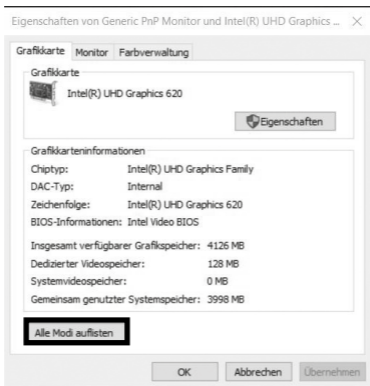 Eigenschaften von Generic PnP Monitor und Intel(R) UHD Graphics ...
Grafikkarte Monitor Farbverwaltung
Grafikkarte
Intel(R) UHD Graphics 620
Eigenschaften
Grafikkarteninformationen
Chiptyp: Intel(R) UHD Graphics Family
DAC-Typ: Internal
Zeichenfolge: Intel(R) UHD Graphics 620
BIOS-Informationen: Intel Video BIOS
Insgesamt verfügbarer Grafikspeicher: 4126 MB
Dedizierter Videospeicher: 128 MB
Systemvideospeicher: 0 MB
Gemeinsam genutzter Systemspeicher: 3998 MB
Alle Modi auflisten
OK Abbrechen Übernehmen